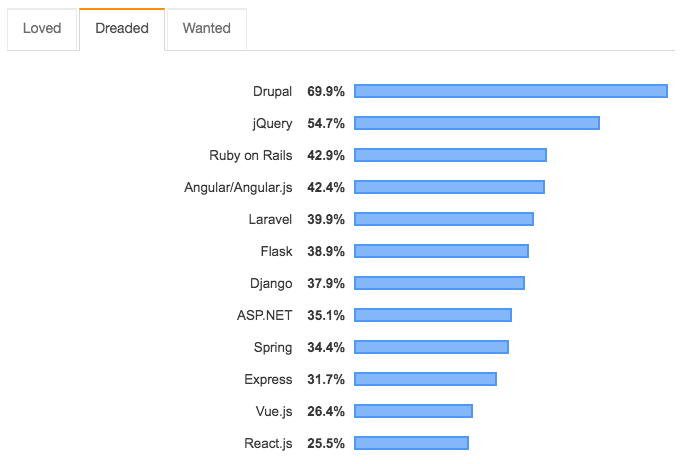 Loved Dreaded Wanted
Drupal 69.9%
jQuery 54.7%
Ruby on Rails 42.9%
Angular/Angular.js 42.4%
Laravel 39.9%
Flask 38.9%
Django 37.9%
ASP.NET 35.1%
Spring 34.4%
Express 31.7%
Vue.js 26.4%
React.js 25.5%